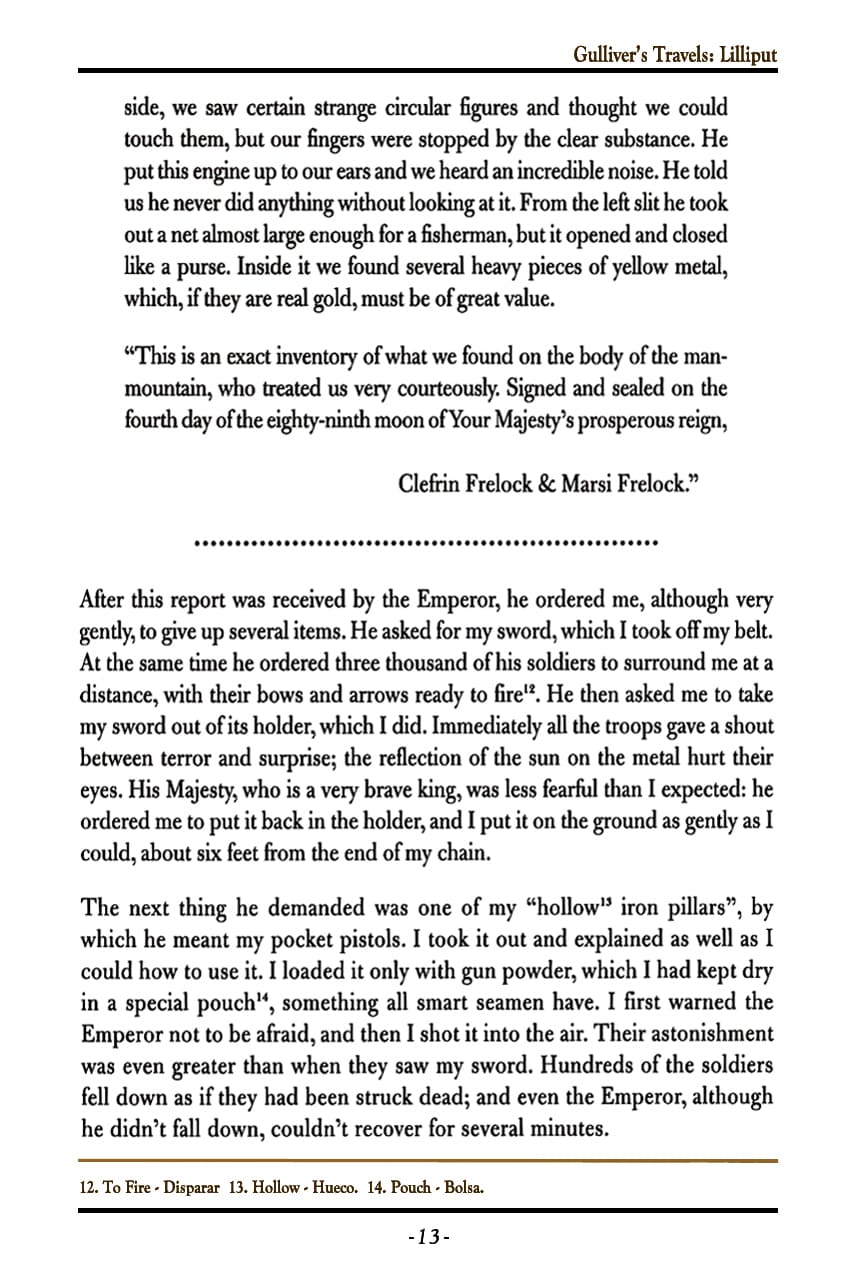 Gulliver's Travels: Lilliput
side, we saw certain strange circular figures and thought we could
touch them, but our fingers were stopped by the clear substance. He
put this engine up to our ears and we heard an incredible noise. He told
us he never did anything without looking at it. From the left slit he took
out a net almost large enough for a fisherman, but it opened and closed
like a purse. Inside it we found several heavy pieces of yellow metal,
which, if they are real gold, must be of great value.
“This is an exact inventory of what we found on the body of the man-
mountain, who treated us very courteously. Signed and sealed on the
fourth day of the eighty-ninth moon of Your Majesty’s prosperous reign,
Clefrin Frelock & Marsi Frelock.”
After this report was received by the Emperor, he ordered me, although very
gently, to give up several items. He asked for my sword, which I took off my belt.
At the same time he ordered three thousand of his soldiers to surround me at a
distance, with their bows and arrows ready to fire¹². He then asked me to take
my sword out of its holder, which I did. Immediately all the troops gave a shout
between terror and surprise; the reflection of the sun on the metal hurt their
eyes. His Majesty, who is a very brave king, was less fearful than I expected: he
ordered me to put it back in the holder, and I put it on the ground as gently as I
could, about six feet from the end of my chain.
The next thing he demanded was one of my “hollow¹³ iron pillars”, by
which he meant my pocket pistols. I took it out and explained as well as I
could how to use it. I loaded it only with gun powder, which I had kept dry
in a special pouch¹⁴, something all smart seamen have. I first warned the
Emperor not to be afraid, and then I shot it into the air. Their astonishment
was even greater than when they saw my sword. Hundreds of the soldiers
fell down as if they had been struck dead; and even the Emperor, although
he didn’t fall down, couldn’t recover for several minutes.
12. To Fire - Disparar 13. Hollow - Hueco. 14. Pouch - Bolsa.
-13-